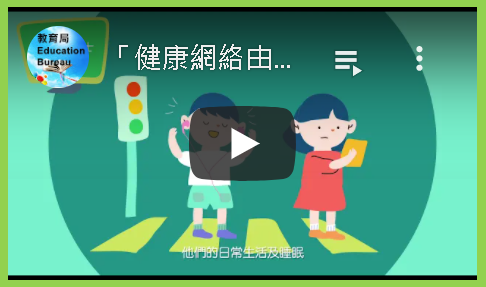 教育局
Education
Bureau
「健康網絡由...
他們的日常生活及睡眠